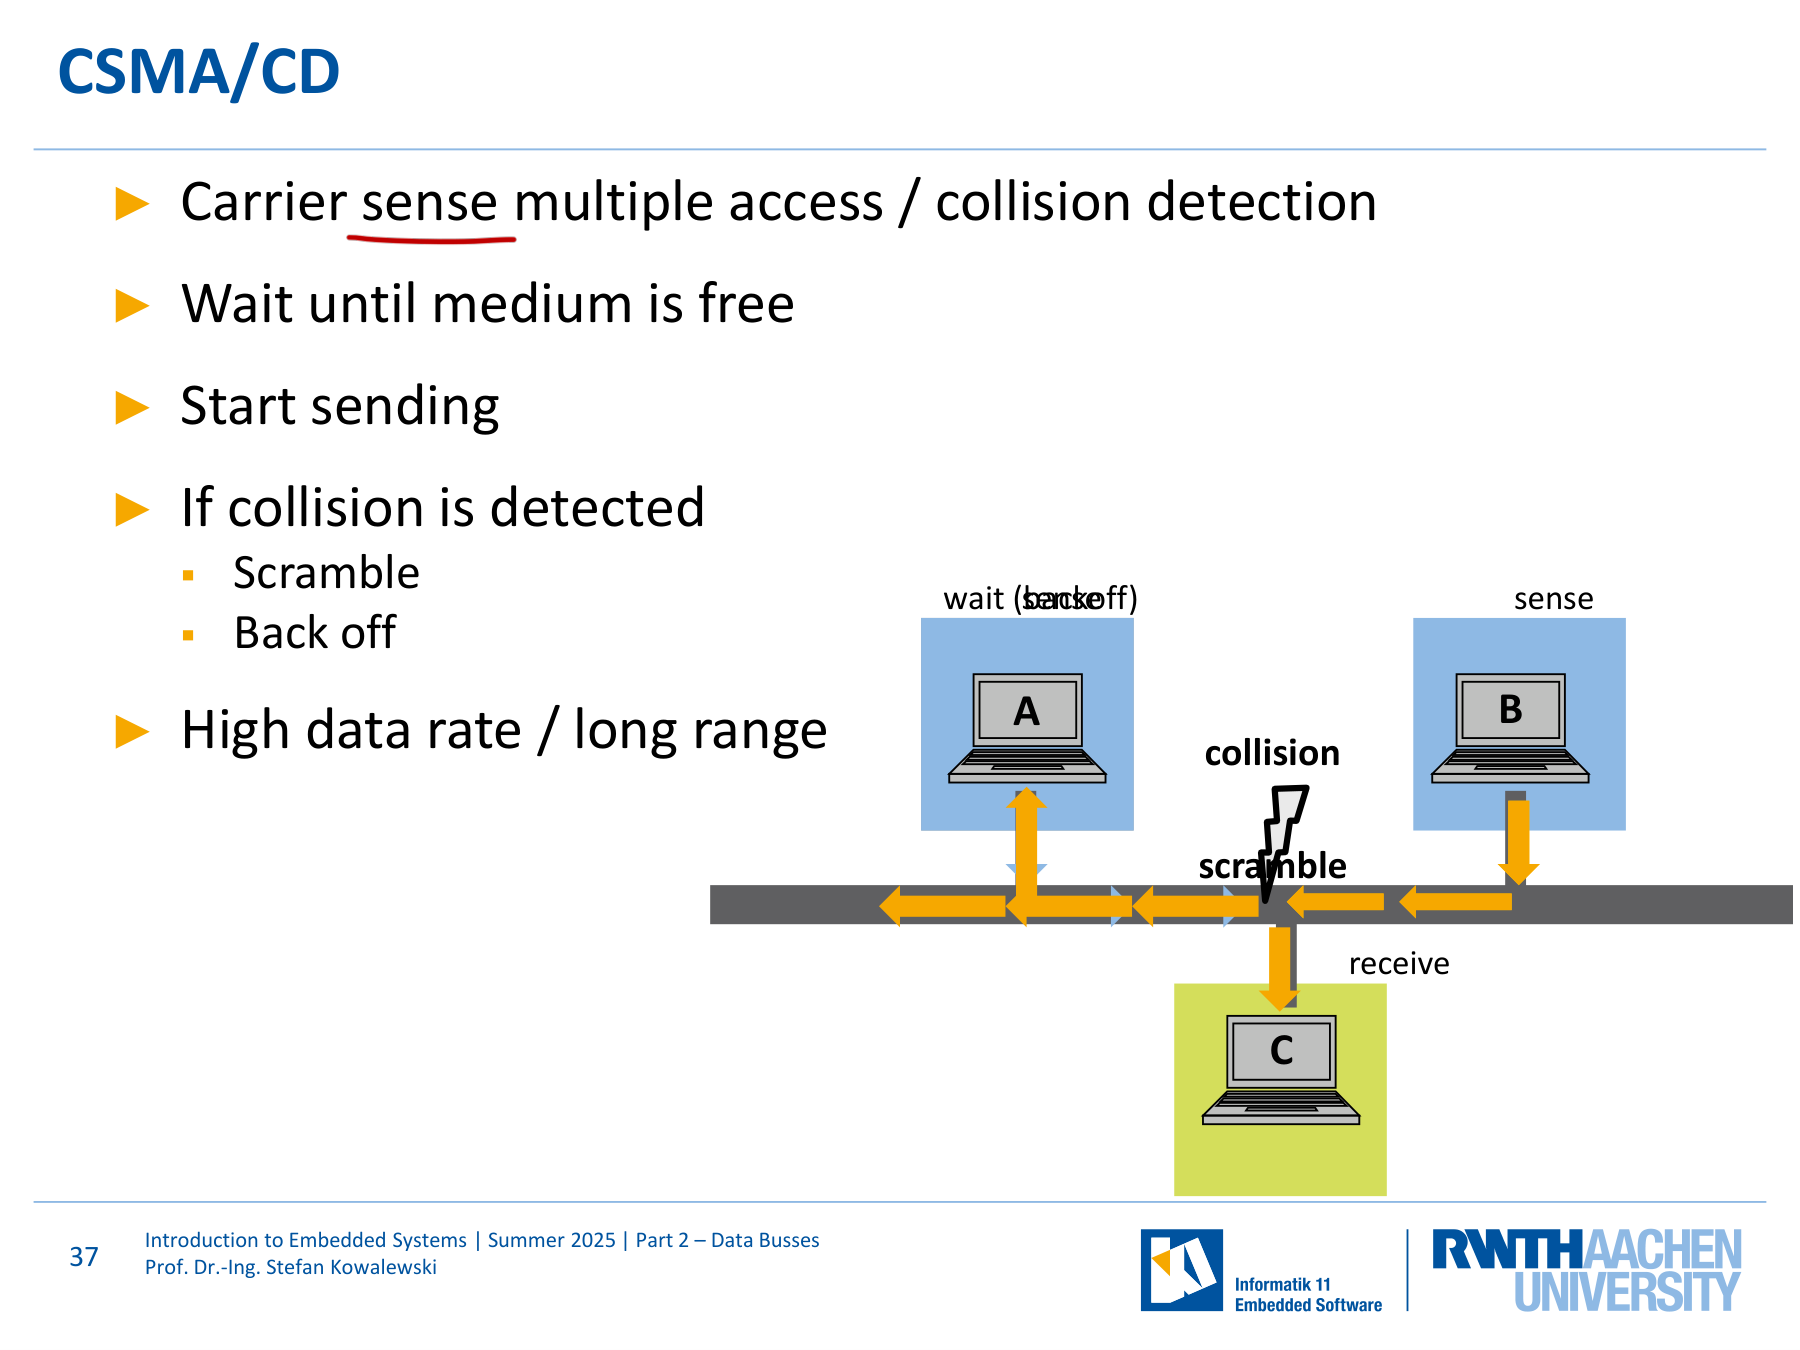 CSMA/CD
Carrier sense multiple access / collision detection
Wait until medium is free
Start sending
If collision is detected
Scramble
Back off
High data rate / long range
wait (backoff)
sense
sense
A
B
collision
scramble
receive
C
37
Introduction to Embedded Systems | Summer 2025 | Part 2 – Data Busses
Prof. Dr.-Ing. Stefan Kowalewski
Informatik 11
Embedded Software
RWTHAACHEN
UNIVERSITY